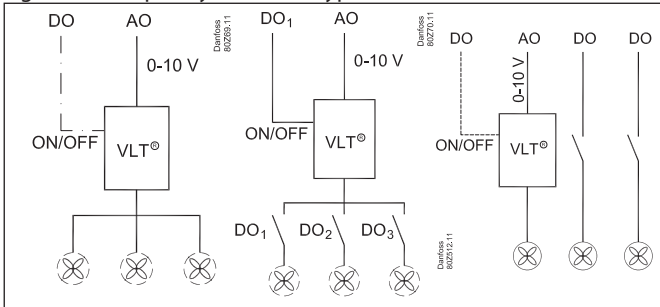 DO
AO
Danfoss
80Z69.11
0-10 V
ON/OFF
VLT®
DO1
AO
Danfoss
80Z70.11
0-10 V
ON/OFF
VLT®
DO1
DO2
DO3
Danfoss
80Z512.11
DO
AO
DO
DO
0-10 V
ON/OFF
VLT®